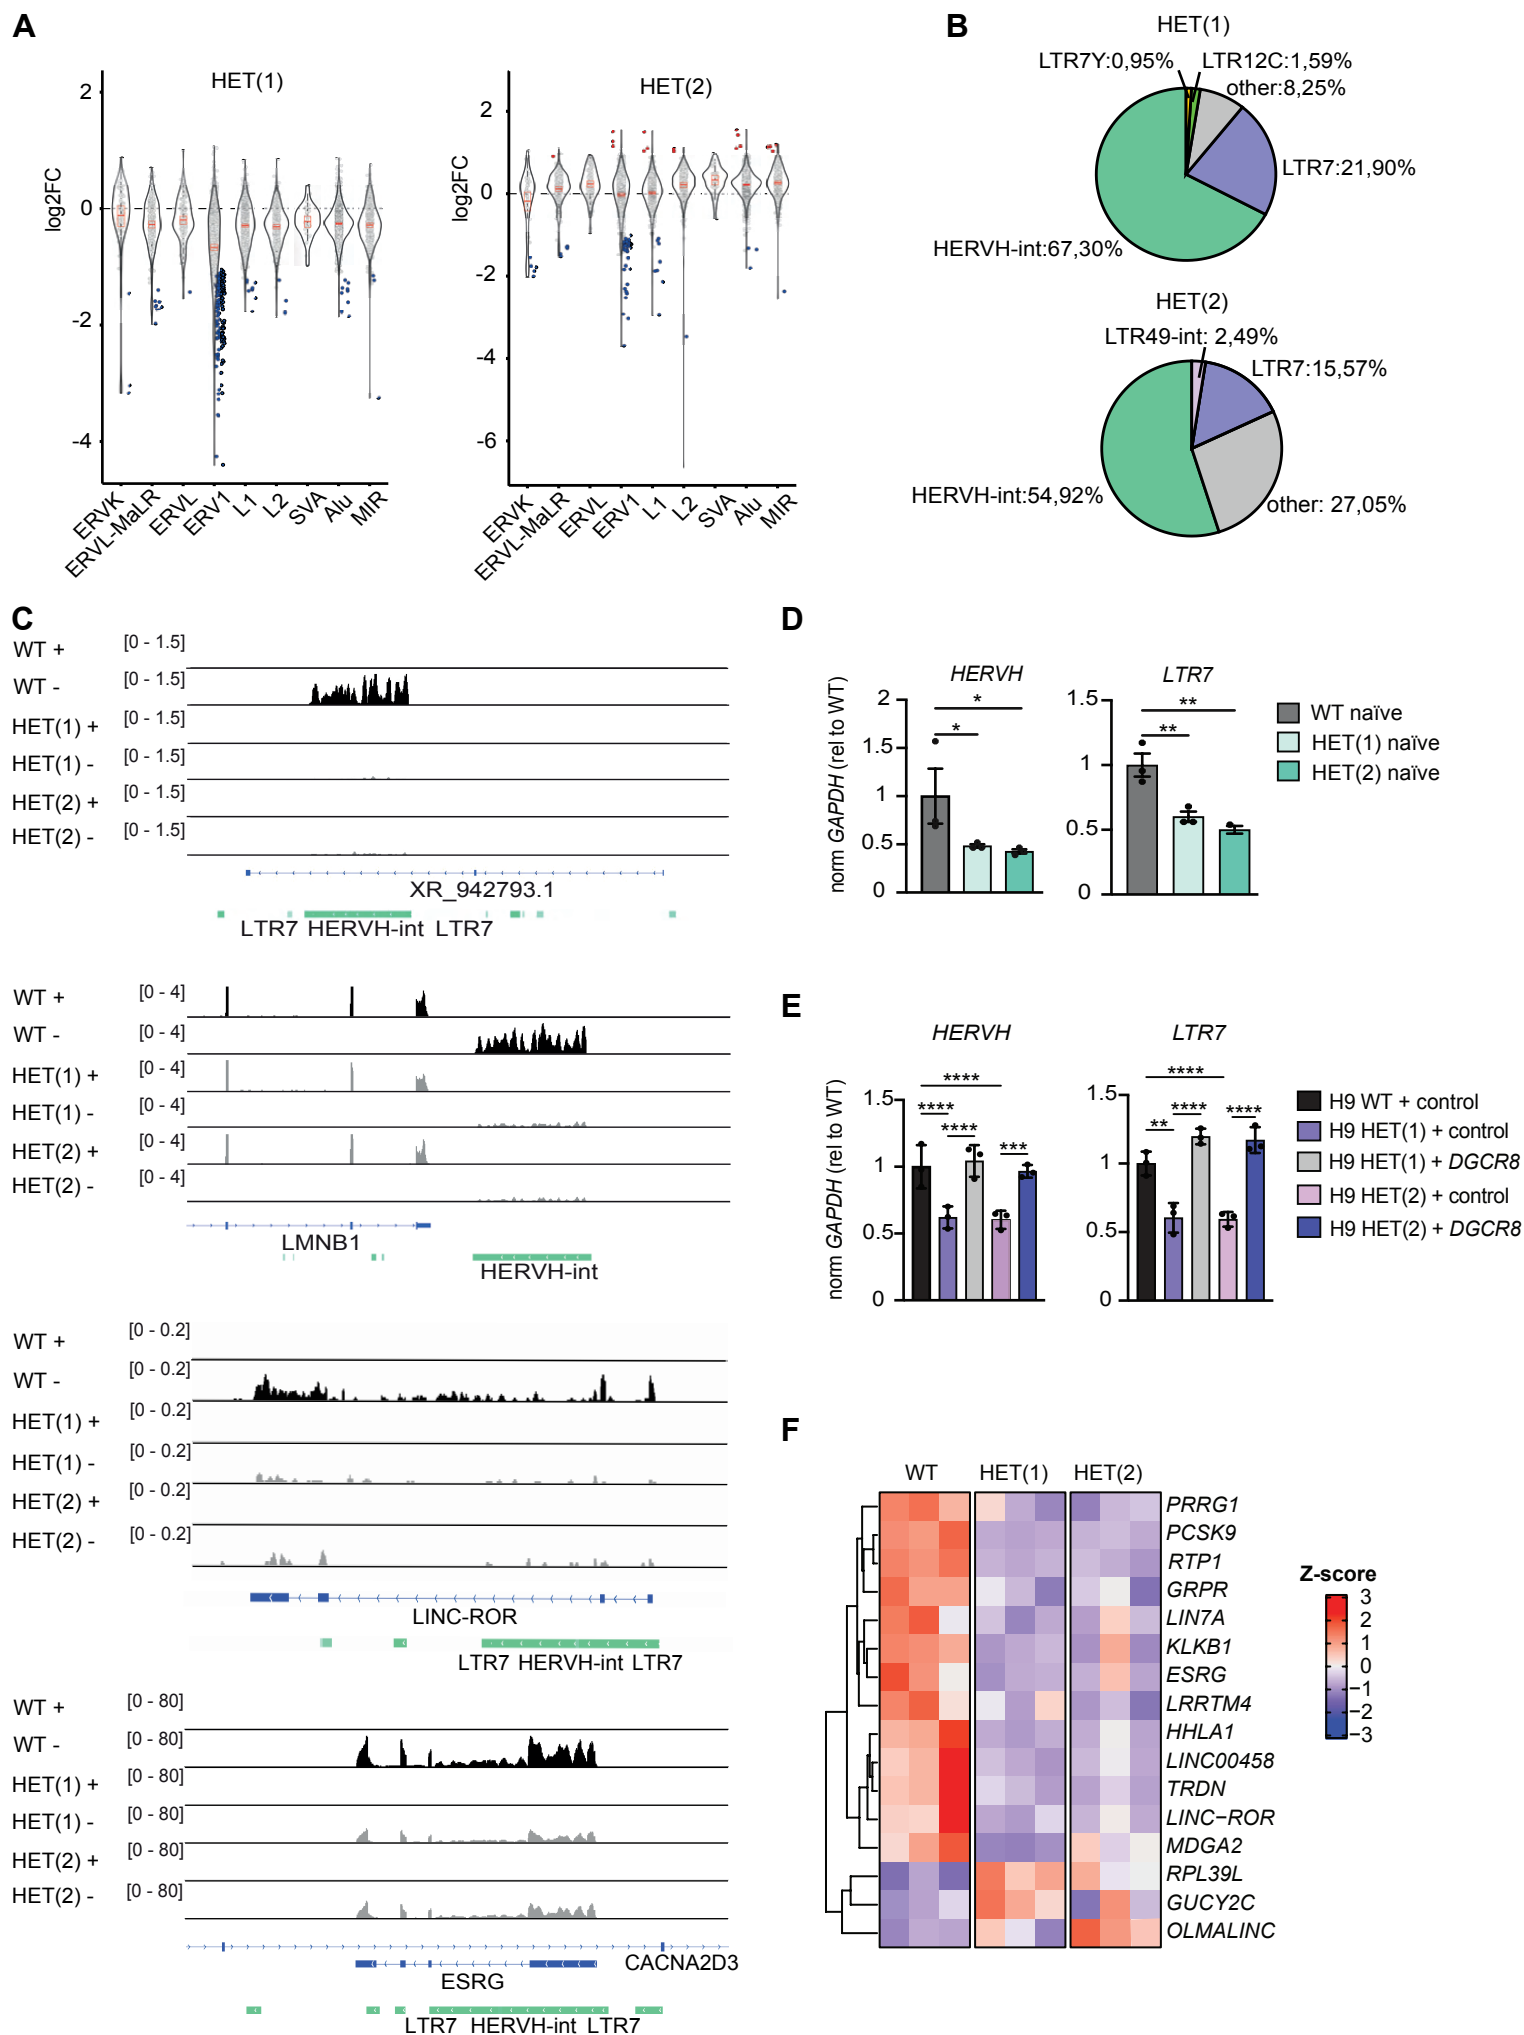 A
HET(1)
log2FC
2
0
-2
-4
ERVK
ERVL-MaLR
ERVL
ERV1
L1
L2
SVA
Alu
MIR
HET(2)
log2FC
2
0
-2
-4
-6
ERVK
ERVL-MaLR
ERVL
ERV1
L1
L2
SVA
Alu
MIR
B
HET(1)
LTR7Y:0,95%
LTR12C:1,59%
other:8,25%
LTR7:21,90%
HERVH-int:67,30%
HET(2)
LTR49-int: 2,49%
LTR7:15,57%
HERVH-int:54,92%
other: 27,05%
C
WT + [0 - 1.5]
WT - [0 - 1.5]
HET(1) + [0 - 1.5]
HET(1) - [0 - 1.5]
HET(2) + [0 - 1.5]
HET(2) - [0 - 1.5]
XR_942793.1
LTR7 HERVH-int LTR7
WT + [0 - 4]
WT - [0 - 4]
HET(1) + [0 - 4]
HET(1) - [0 - 4]
HET(2) + [0 - 4]
HET(2) - [0 - 4]
LMNB1
HERVH-int
WT + [0 - 0.2]
WT - [0 - 0.2]
HET(1) + [0 - 0.2]
HET(1) - [0 - 0.2]
HET(2) + [0 - 0.2]
HET(2) - [0 - 0.2]
LINC-ROR
LTR7 HERVH-int LTR7
WT + [0 - 80]
WT - [0 - 80]
HET(1) + [0 - 80]
HET(1) - [0 - 80]
HET(2) + [0 - 80]
HET(2) - [0 - 80]
CACNA2D3
ESRG
LTR7 HERVH-int LTR7
D
norm GAPDH (rel to WT)
HERVH
2
1.5
1
0.5
0
*
*
LTR7
1.5
1
0.5
0
**
**
WT naïve
HET(1) naïve
HET(2) naïve
E
norm GAPDH (rel to WT)
HERVH
1.5
1
0.5
0
****
****
****
***
LTR7
1.5
1
0.5
0
****
**
****
****
H9 WT + control
H9 HET(1) + control
H9 HET(1) + DGCR8
H9 HET(2) + control
H9 HET(2) + DGCR8
F
WT HET(1) HET(2)
PRRG1
PCSK9
RTP1
GRPR
LIN7A
KLKB1
ESRG
LRRTM4
HHLA1
LINC00458
TRDN
LINC−ROR
MDGA2
RPL39L
GUCY2C
OLMALINC
Z-score
3
2
1
0
−1
−2
−3